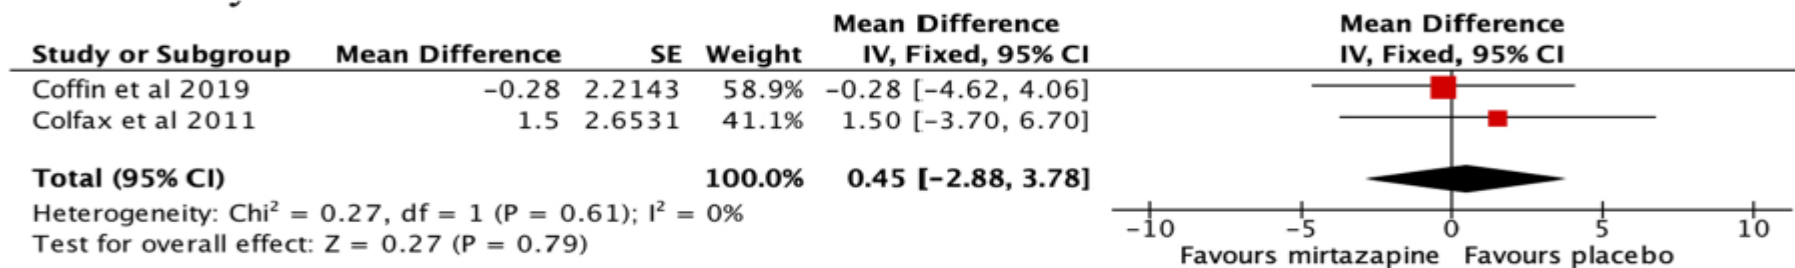 Mean Difference Mean Difference
Study or Subgroup Mean Difference SE Weight IV, Fixed, 95% CI IV, Fixed, 95% CI
Coffin et al 2019 −0.28 2.2143 58.9% −0.28 [−4.62, 4.06]
Colfax et al 2011 1.5 2.6531 41.1% 1.50 [−3.70, 6.70]
Total (95% CI) 100.0% 0.45 [−2.88, 3.78]
Heterogeneity: Chi² = 0.27, df = 1 (P = 0.61); I² = 0%
−10 −5 0 5 10
Test for overall effect: Z = 0.27 (P = 0.79)
Favours mirtazapine Favours placebo